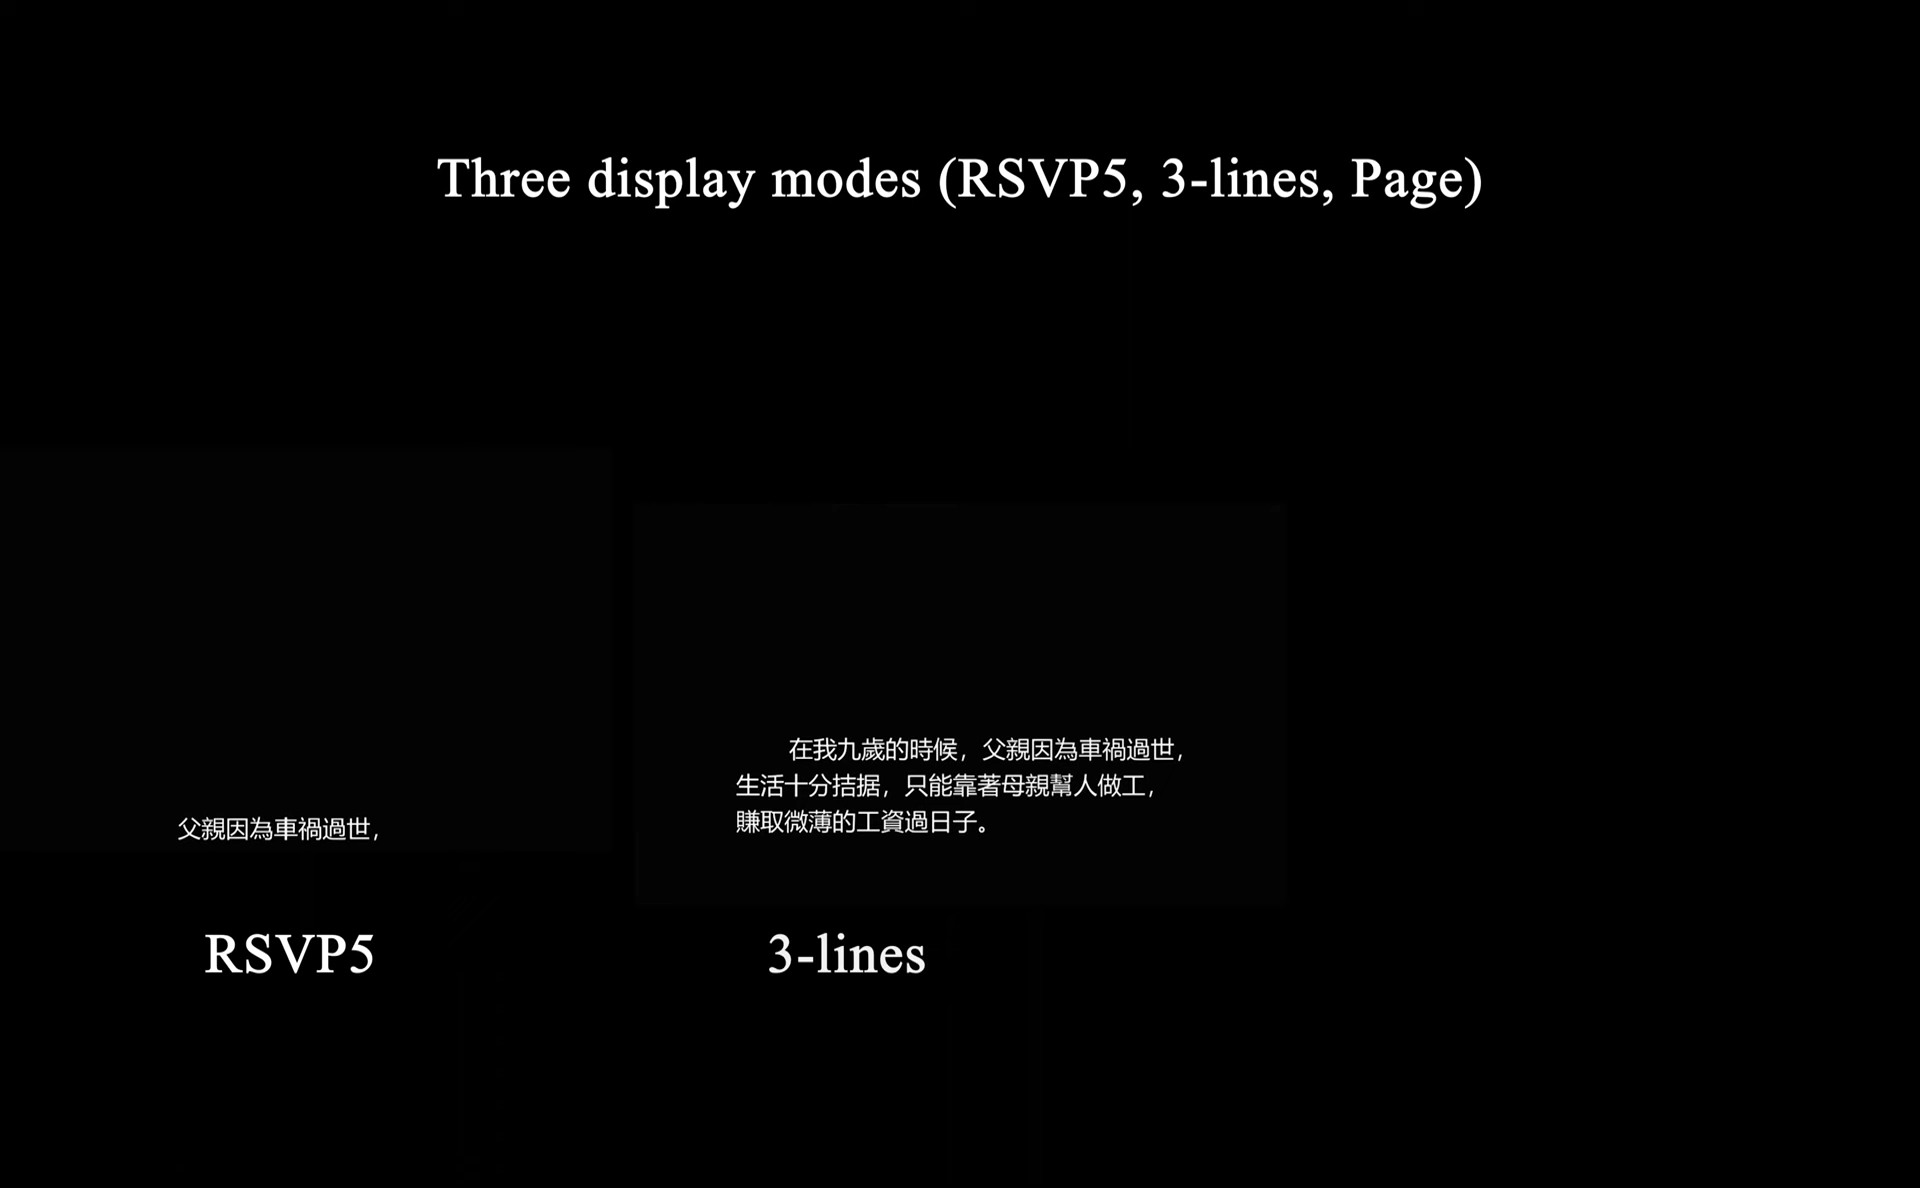 Three display modes (RSVP5, 3-lines, Page)
父親因為車禍過世，
RSVP5
在我九歲的時候，父親因為車禍過世，
生活十分拮据，只能靠著母親幫人做工，
賺取微薄的工資過日子。
3-lines